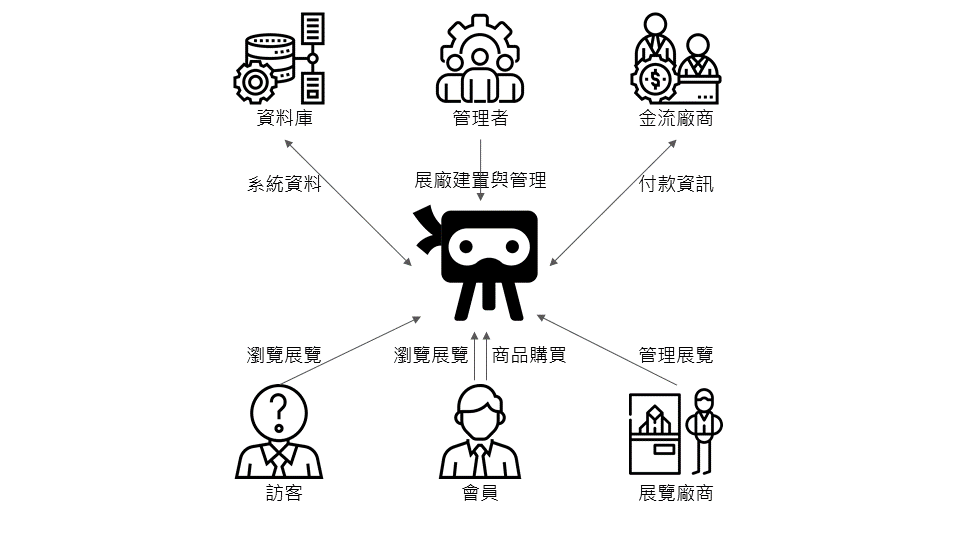 資料庫
管理者
金流廠商
系統資料
展廠建置與管理
付款資訊
瀏覽展覽
瀏覽展覽
商品購買
管理展覽
訪客
會員
展覽廠商